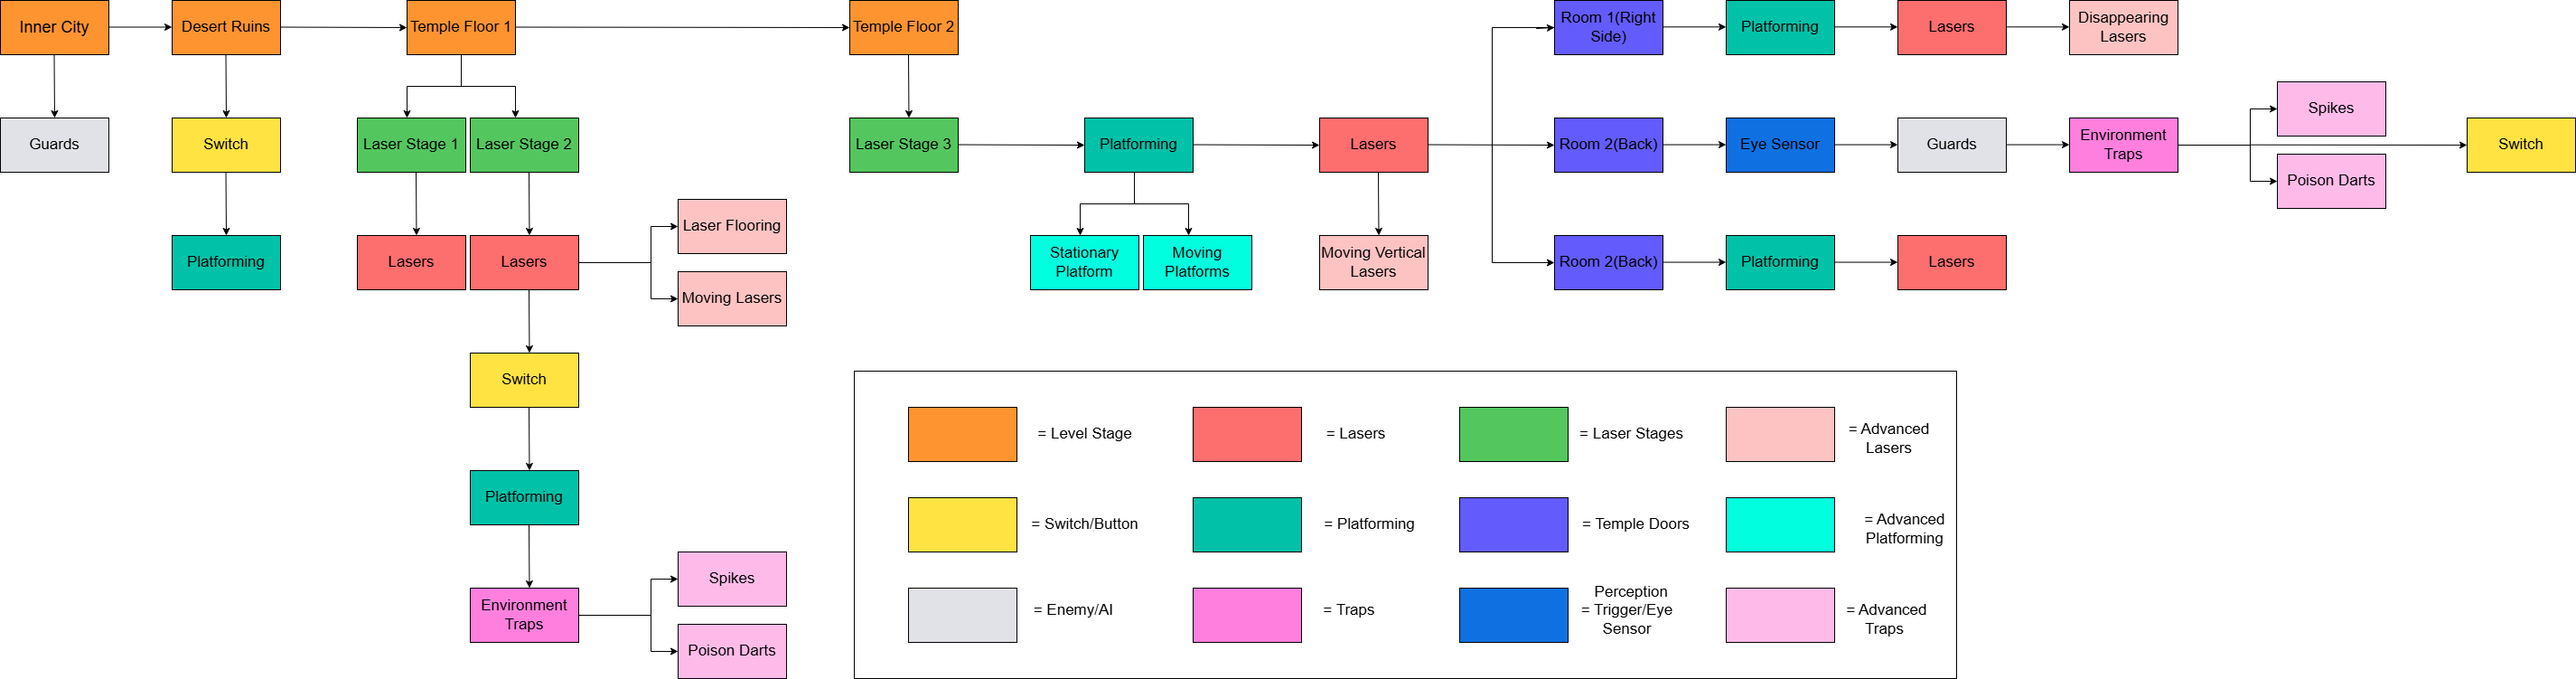 Inner City
Desert Ruins
Temple Floor 1
Temple Floor 2
Room 1(Right
Side)
Platforming
Lasers
Disappearing
Lasers
Guards
Switch
Laser Stage 1
Laser Stage 2
Laser Stage 3
Platforming
Lasers
Room 2(Back)
Eye Sensor
Guards
Environment
Traps
Spikes
Poison Darts
Switch
Platforming
Lasers
Lasers
Laser Flooring
Moving Lasers
Stationary
Platform
Moving
Platforms
Moving Vertical
Lasers
Room 2(Back)
Platforming
Lasers
Switch
Platforming
Environment
Traps
Spikes
Poison Darts
= Level Stage
= Lasers
= Laser Stages
= Advanced
Lasers
= Switch/Button
= Platforming
= Temple Doors
= Advanced
Platforming
= Enemy/AI
= Traps
Perception
= Trigger/Eye
Sensor
= Advanced
Traps